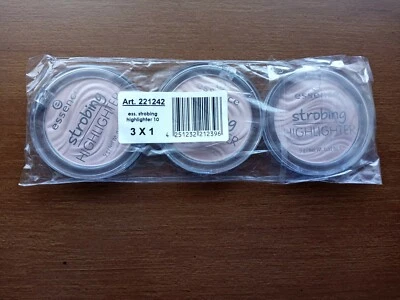 essence
strobing
HIGHLIGHTER
Art. 221242
ess. strobing
highlighter 10
3 X 1
4 251232 212396
strobing
HIGHLIGHTER